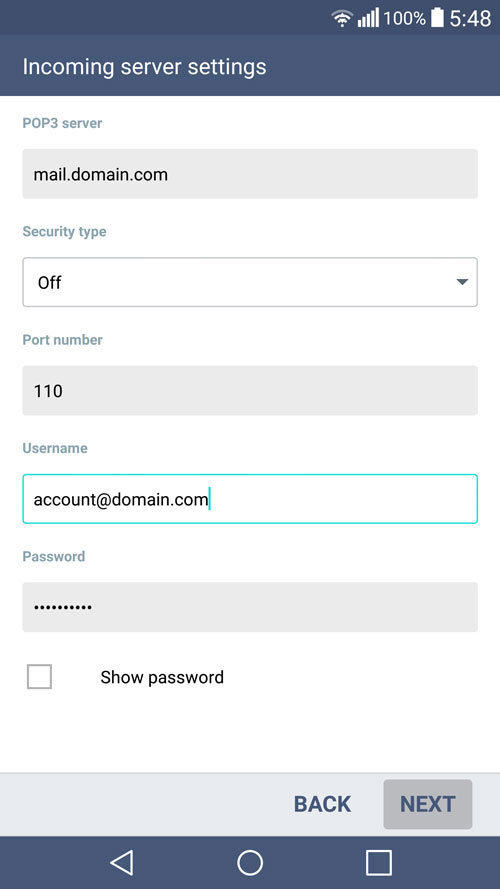 100% 5:48
Incoming server settings
POP3 server
mail.domain.com
Security type
Off
Port number
110
Username
account@domain.com
Password
••••••••••
Show password
BACK NEXT